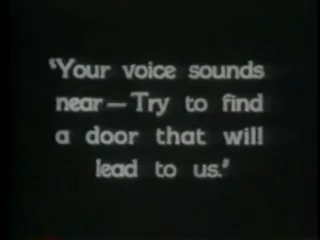 'Your voice sounds
near—Try to find
a door that will
lead to us.'